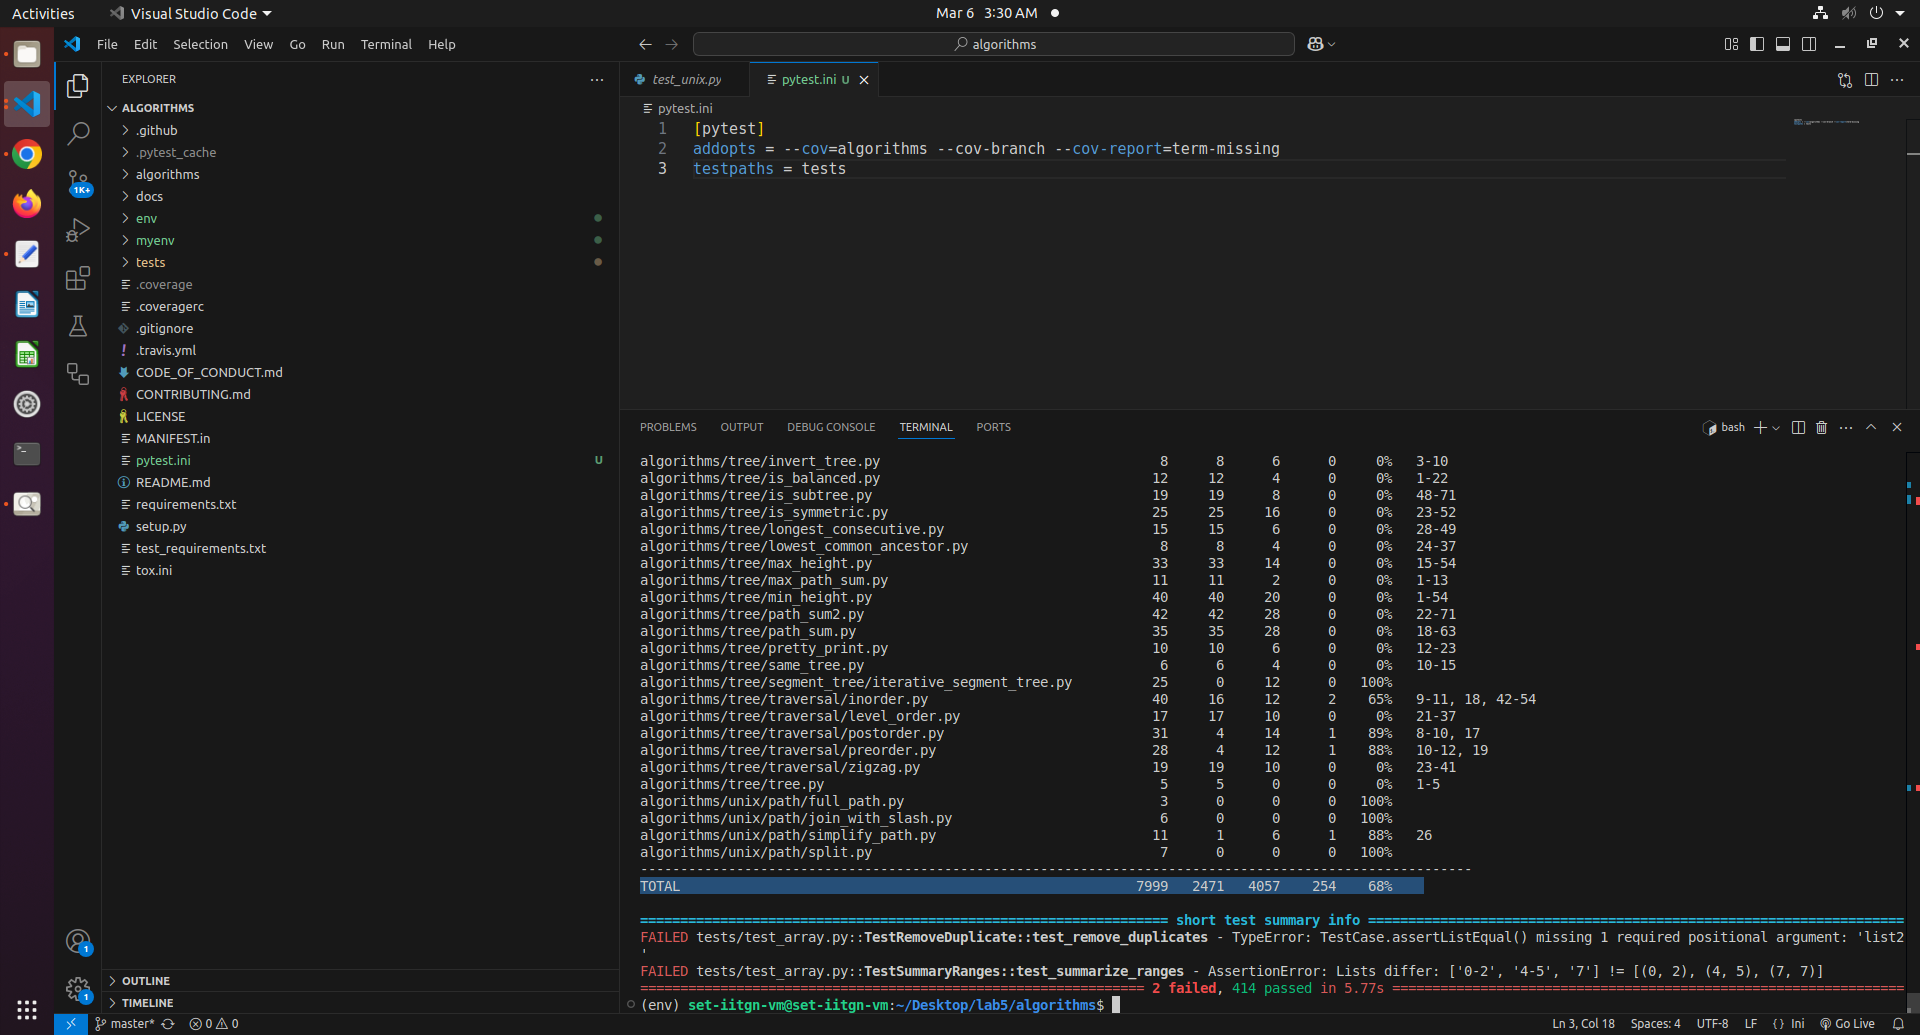 Activities
Visual Studio Code
Mar 6 3:30 AM
File Edit Selection View Go Run Terminal Help
algorithms
EXPLORER
ALGORITHMS
.github
.pytest_cache
algorithms
docs
env
myenv
tests
.coverage
.coveragerc
.gitignore
.travis.yml
CODE_OF_CONDUCT.md
CONTRIBUTING.md
LICENSE
MANIFEST.in
pytest.ini U
README.md
requirements.txt
setup.py
test_requirements.txt
tox.ini
OUTLINE
TIMELINE
1K+
1
1
test_unix.py
pytest.ini U
pytest.ini
1 [pytest]
2 addopts = --cov=algorithms --cov-branch --cov-report=term-missing
3 testpaths = tests
PROBLEMS OUTPUT DEBUG CONSOLE TERMINAL PORTS
bash
algorithms/tree/invert_tree.py 8 8 6 0 0% 3-10
algorithms/tree/is_balanced.py 12 12 4 0 0% 1-22
algorithms/tree/is_subtree.py 19 19 8 0 0% 48-71
algorithms/tree/is_symmetric.py 25 25 16 0 0% 23-52
algorithms/tree/longest_consecutive.py 15 15 6 0 0% 28-49
algorithms/tree/lowest_common_ancestor.py 8 8 4 0 0% 24-37
algorithms/tree/max_height.py 33 33 14 0 0% 15-54
algorithms/tree/max_path_sum.py 11 11 2 0 0% 1-13
algorithms/tree/min_height.py 40 40 20 0 0% 1-54
algorithms/tree/path_sum2.py 42 42 28 0 0% 22-71
algorithms/tree/path_sum.py 35 35 28 0 0% 18-63
algorithms/tree/pretty_print.py 10 10 6 0 0% 12-23
algorithms/tree/same_tree.py 6 6 4 0 0% 10-15
algorithms/tree/segment_tree/iterative_segment_tree.py 25 0 12 0 100%
algorithms/tree/traversal/inorder.py 40 16 12 2 65% 9-11, 18, 42-54
algorithms/tree/traversal/level_order.py 17 17 10 0 0% 21-37
algorithms/tree/traversal/postorder.py 31 4 14 1 89% 8-10, 17
algorithms/tree/traversal/preorder.py 28 4 12 1 88% 10-12, 19
algorithms/tree/traversal/zigzag.py 19 19 10 0 0% 23-41
algorithms/tree/tree.py 5 5 0 0 0% 1-5
algorithms/unix/path/full_path.py 3 0 0 0 100%
algorithms/unix/path/join_with_slash.py 6 0 0 0 100%
algorithms/unix/path/simplify_path.py 11 1 6 1 88% 26
algorithms/unix/path/split.py 7 0 0 0 100%
TOTAL 7999 2471 4057 254 68%
short test summary info
FAILED tests/test_array.py::TestRemoveDuplicate::test_remove_duplicates - TypeError: TestCase.assertListEqual() missing 1 required positional argument: 'list2
'
FAILED tests/test_array.py::TestSummaryRanges::test_summarize_ranges - AssertionError: Lists differ: ['0-2', '4-5', '7'] != [(0, 2), (4, 5), (7, 7)]
2 failed, 414 passed in 5.77s
(env) set-iitgn-vm@set-iitgn-vm:~/Desktop/lab5/algorithms$
master* 0 0
Ln 3, Col 18 Spaces: 4 UTF-8 LF { } Ini Go Live